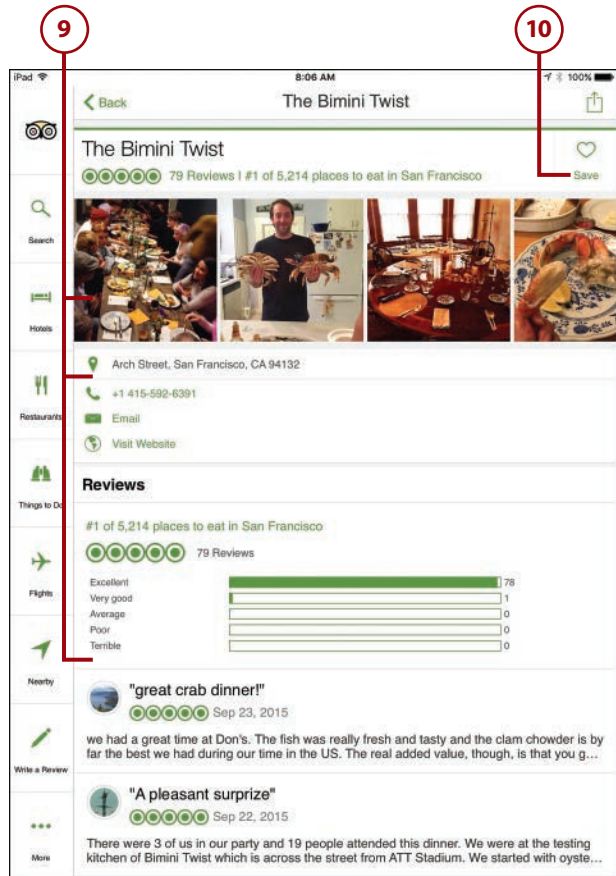 9 10
iPad 8:06 AM 100%
Back The Bimini Twist
The Bimini Twist
79 Reviews | #1 of 5,214 places to eat in San Francisco
Save
Search
Hotels
Restaurants
Things to Do
Flights
Nearby
Write a Review
More
Arch Street, San Francisco, CA 94132
+1 415-592-6391
Email
Visit Website
Reviews
#1 of 5,214 places to eat in San Francisco
79 Reviews
Excellent 78
Very good 1
Average 0
Poor 0
Terrible 0
"great crab dinner!"
Sep 23, 2015
we had a great time at Don's. The fish was really fresh and tasty and the clam chowder is by
far the best we had during our time in the US. The real added value, though, is that you g...
"A pleasant surprize"
Sep 22, 2015
There were 3 of us in our party and 19 people attended this dinner. We were at the testing
kitchen of Bimini Twist which is across the street from ATT Stadium. We started with oyste...